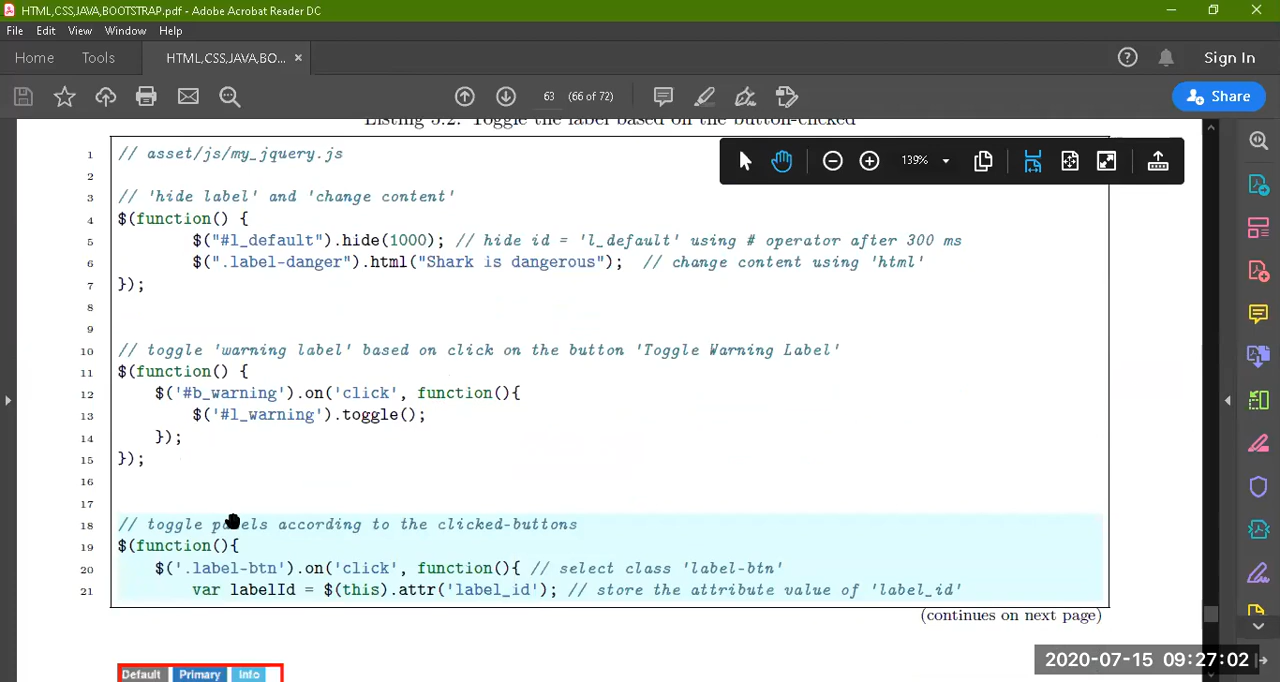 HTML,CSS,JAVA,BOOTSTRAP.pdf - Adobe Acrobat Reader DC
File Edit View Window Help
Home Tools HTML,CSS,JAVA,BO... × Sign In
63 (66 of 72) Share
Listing 5.2: Toggle the label based on the button-clicked
139%
1 // asset/js/my_jquery.js
2
3 // 'hide label' and 'change content'
4 $(function() {
5 $("#l_default").hide(1000); // hide id = 'l_default' using # operator after 300 ms
6 $(".label-danger").html("Shark is dangerous"); // change content using 'html'
7 });
8
9
10 // toggle 'warning label' based on click on the button 'Toggle Warning Label'
11 $(function() {
12 $('#b_warning').on('click', function(){
13 $('#l_warning').toggle();
14 });
15 });
16
17
18 // toggle panels according to the clicked-buttons
19 $(function(){
20 $('.label-btn').on('click', function(){ // select class 'label-btn'
21 var labelId = $(this).attr('label_id'); // store the attribute value of 'label_id'
(continues on next page)
Default Primary Info
2020-07-15 09:27:02